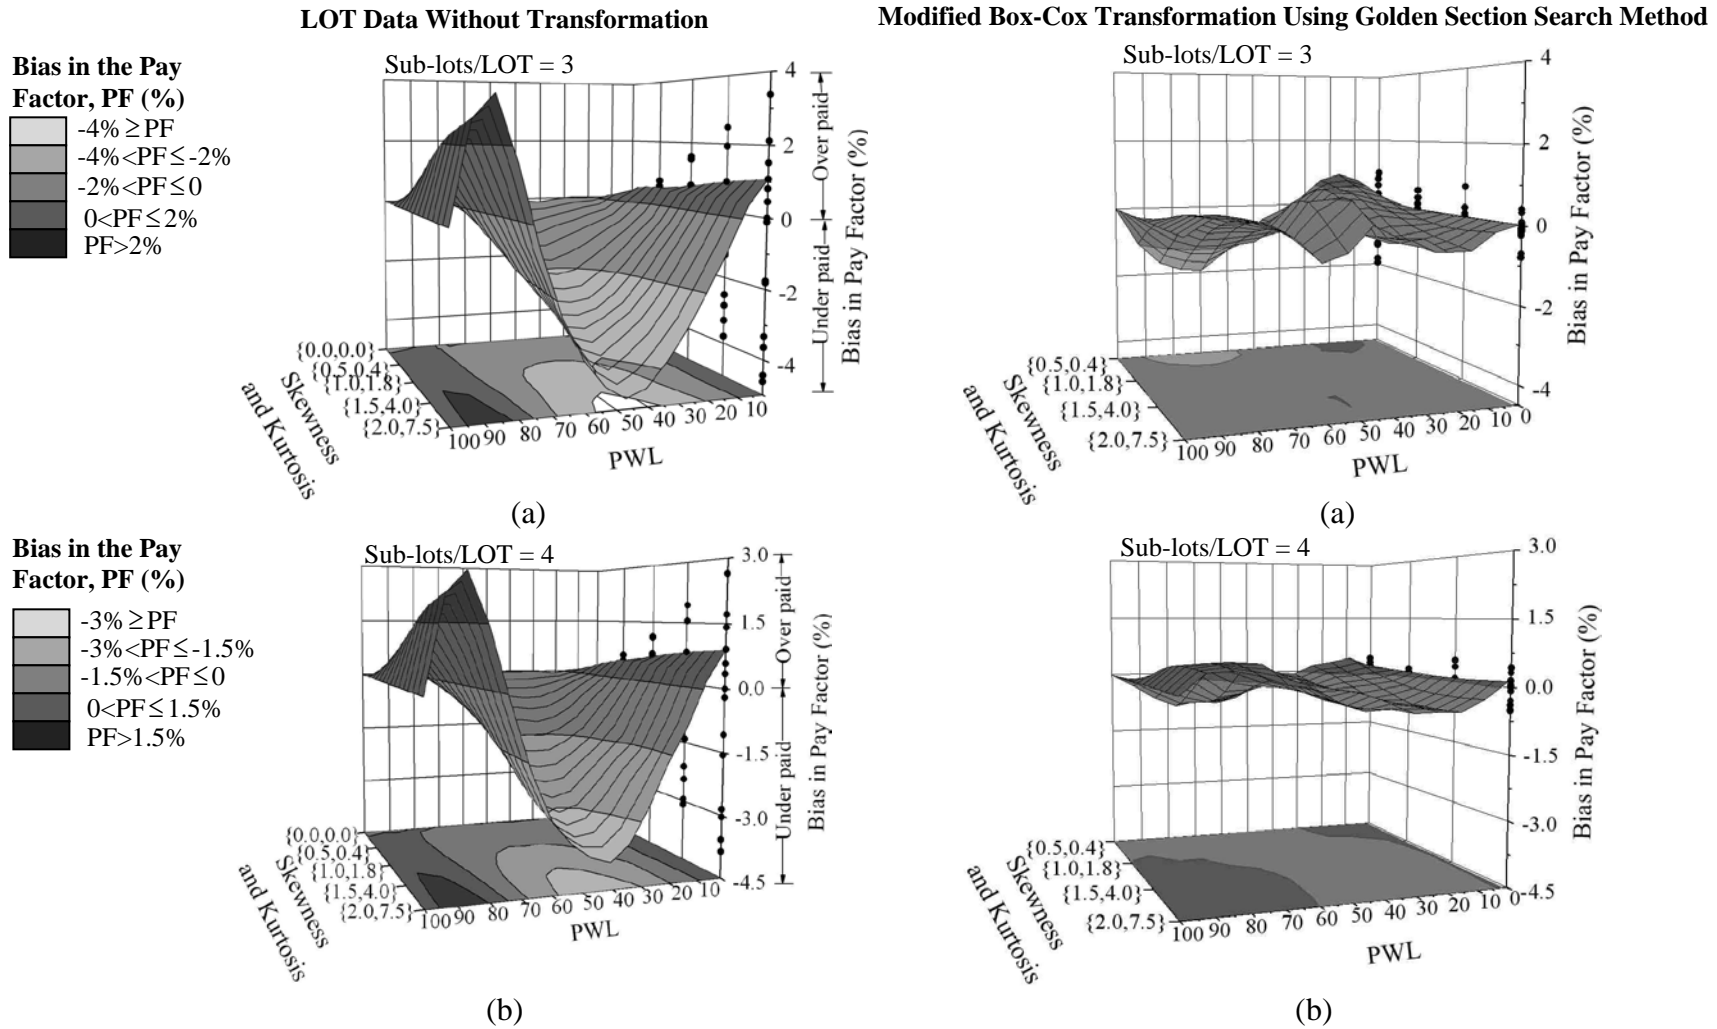 LOT Data Without Transformation
Modified Box-Cox Transformation Using Golden Section Search Method
Bias in the Pay
Factor, PF (%)
-4% ≥ PF
-4%<PF≤ -2%
-2%<PF≤0
0<PF≤2%
PF>2%
Sub-lots/LOT = 3
4
2
0
-2
-4
Over paid
Under paid
Bias in Pay Factor (%)
{0.0,0.0}
{0.5,0.4}
{1.0,1.8}
{1.5,4.0}
{2.0,7.5}
Skewness
and Kurtosis
100 90 80 70 60 50 40 30 20 10
PWL
(a)
Sub-lots/LOT = 3
4
2
0
-2
-4
Bias in Pay Factor (%)
{0.5,0.4}
{1.0,1.8}
{1.5,4.0}
{2.0,7.5}
Skewness
and Kurtosis
100 90 80 70 60 50 40 30 20 10 0
PWL
(a)
Bias in the Pay
Factor, PF (%)
-3% ≥ PF
-3%<PF≤ -1.5%
-1.5%<PF≤0
0<PF≤1.5%
PF>1.5%
Sub-lots/LOT = 4
3.0
1.5
0.0
-1.5
-3.0
-4.5
Over paid
Under paid
Bias in Pay Factor (%)
{0.0,0.0}
{0.5,0.4}
{1.0,1.8}
{1.5,4.0}
{2.0,7.5}
Skewness
and Kurtosis
100 90 80 70 60 50 40 30 20 10
PWL
(b)
Sub-lots/LOT = 4
3.0
1.5
0.0
-1.5
-3.0
-4.5
Bias in Pay Factor (%)
{0.5,0.4}
{1.0,1.8}
{1.5,4.0}
{2.0,7.5}
Skewness
and Kurtosis
100 90 80 70 60 50 40 30 20 10 0
PWL
(b)